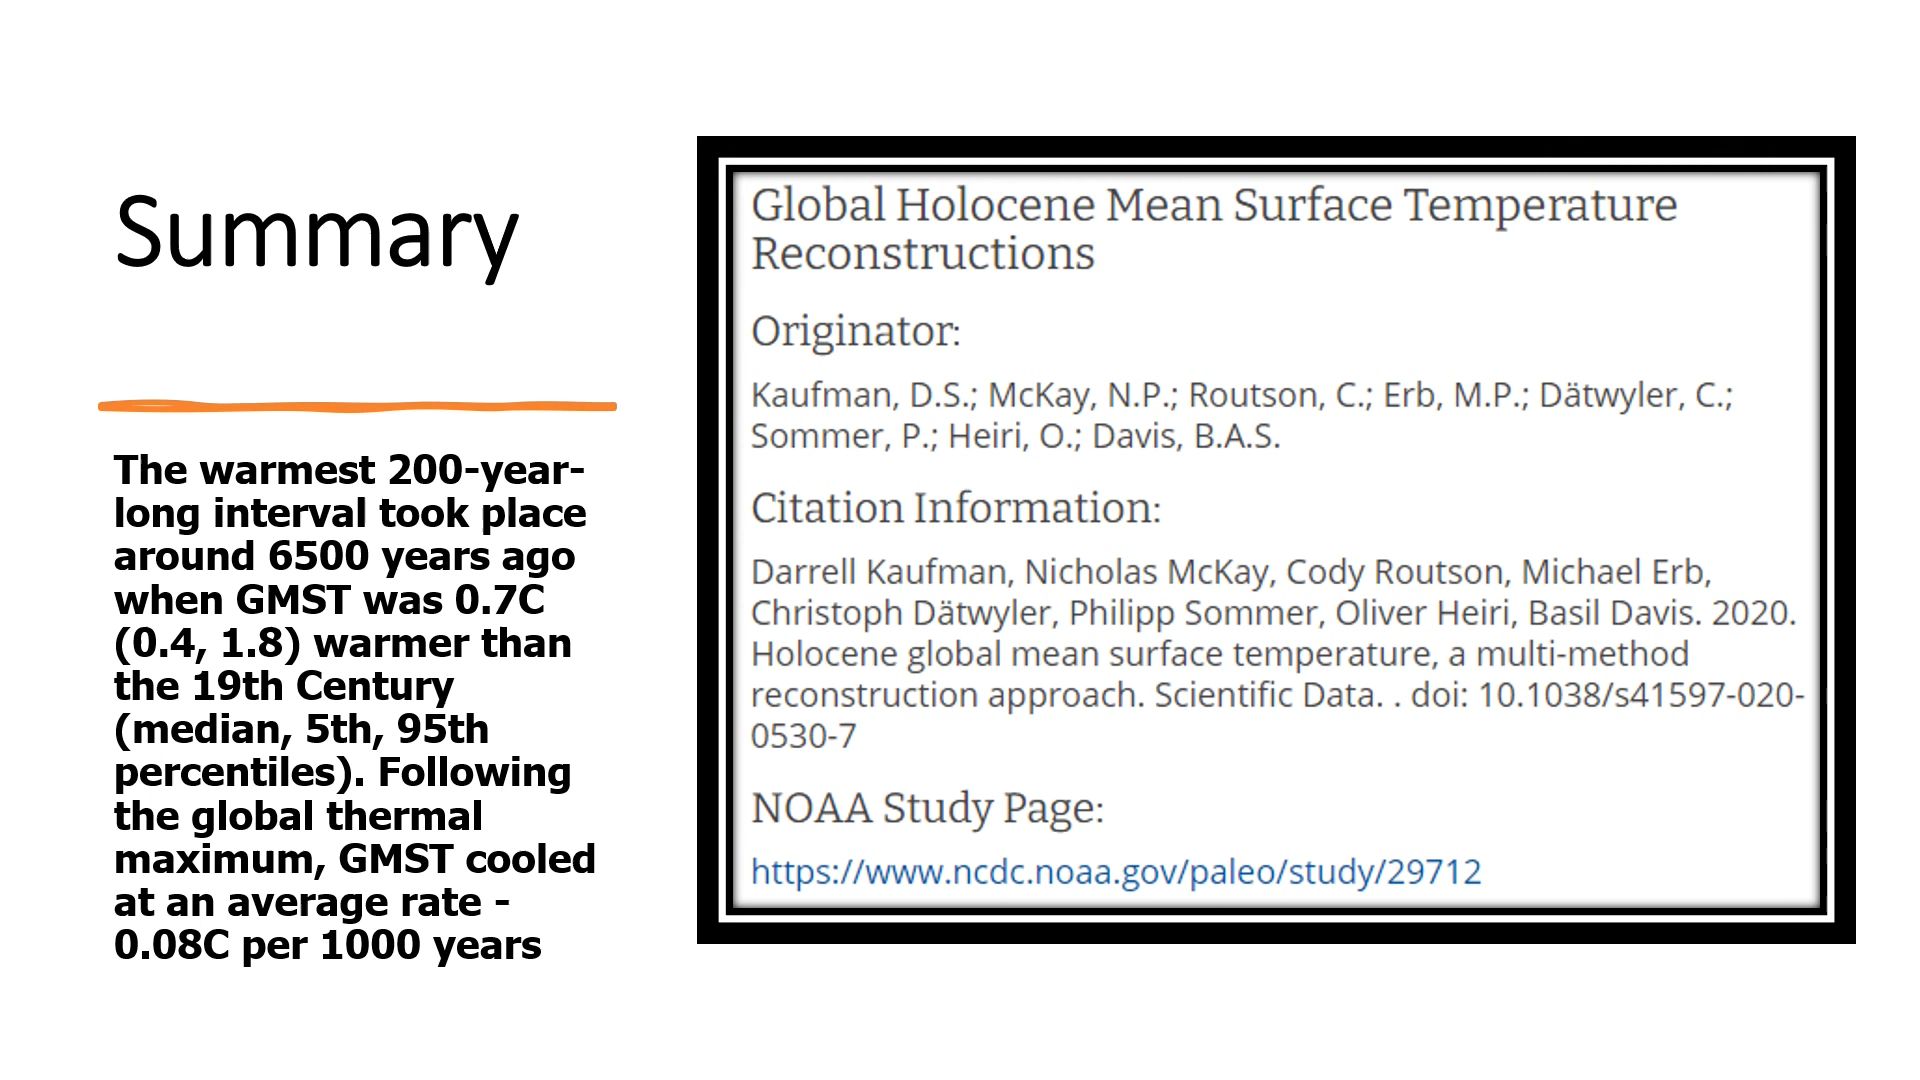 Summary
The warmest 200-year-
long interval took place
around 6500 years ago
when GMST was 0.7C
(0.4, 1.8) warmer than
the 19th Century
(median, 5th, 95th
percentiles). Following
the global thermal
maximum, GMST cooled
at an average rate -
0.08C per 1000 years
Global Holocene Mean Surface Temperature
Reconstructions
Originator:
Kaufman, D.S.; McKay, N.P.; Routson, C.; Erb, M.P.; Dätwyler, C.;
Sommer, P.; Heiri, O.; Davis, B.A.S.
Citation Information:
Darrell Kaufman, Nicholas McKay, Cody Routson, Michael Erb,
Christoph Dätwyler, Philipp Sommer, Oliver Heiri, Basil Davis. 2020.
Holocene global mean surface temperature, a multi-method
reconstruction approach. Scientific Data. . doi: 10.1038/s41597-020-
0530-7
NOAA Study Page:
https://www.ncdc.noaa.gov/paleo/study/29712